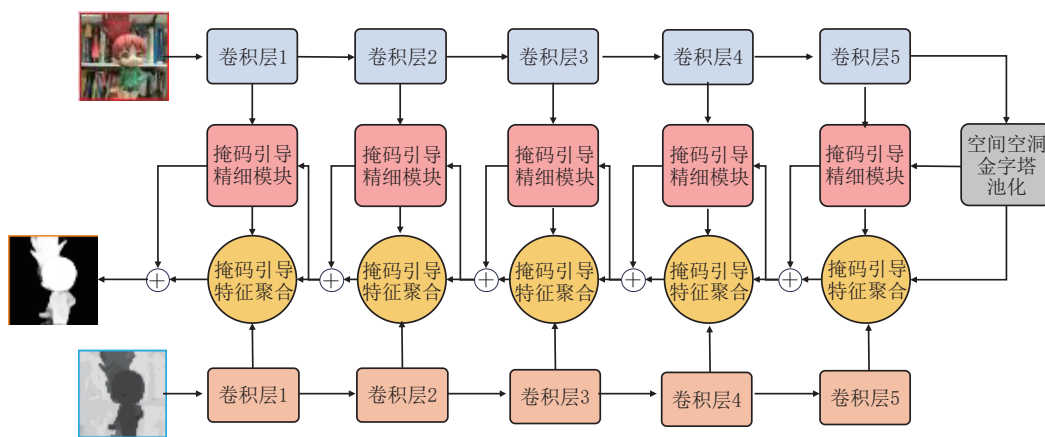 卷积层1
卷积层2
卷积层3
卷积层4
卷积层5
掩码引导
精细模块
掩码引导
精细模块
掩码引导
精细模块
掩码引导
精细模块
掩码引导
精细模块
空间空洞
金字塔
池化
掩码引导
特征聚合
掩码引导
特征聚合
掩码引导
特征聚合
掩码引导
特征聚合
掩码引导
特征聚合
卷积层1
卷积层2
卷积层3
卷积层4
卷积层5